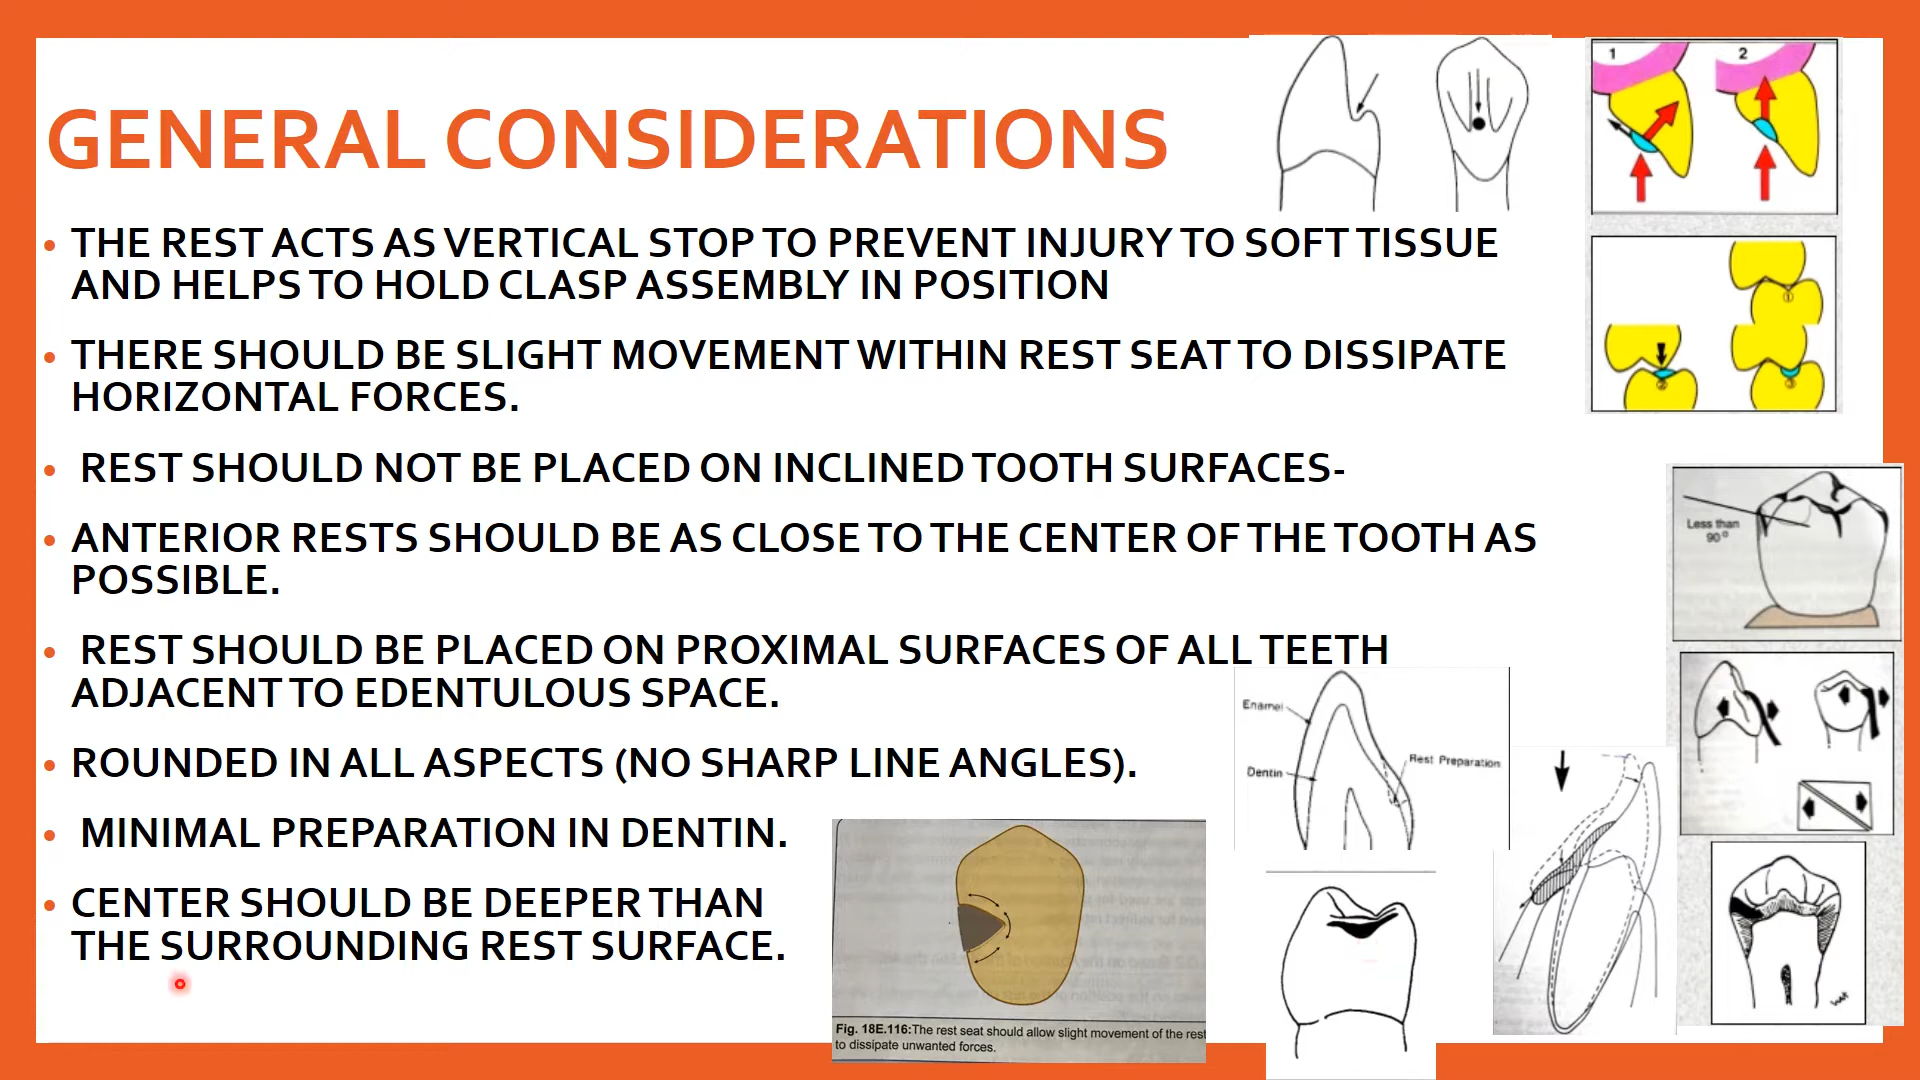 GENERAL CONSIDERATIONS
• THE REST ACTS AS VERTICAL STOP TO PREVENT INJURY TO SOFT TISSUE
AND HELPS TO HOLD CLASP ASSEMBLY IN POSITION
• THERE SHOULD BE SLIGHT MOVEMENT WITHIN REST SEAT TO DISSIPATE
HORIZONTAL FORCES.
• REST SHOULD NOT BE PLACED ON INCLINED TOOTH SURFACES-
• ANTERIOR RESTS SHOULD BE AS CLOSE TO THE CENTER OF THE TOOTH AS
POSSIBLE.
• REST SHOULD BE PLACED ON PROXIMAL SURFACES OF ALL TEETH
ADJACENT TO EDENTULOUS SPACE.
• ROUNDED IN ALL ASPECTS (NO SHARP LINE ANGLES).
• MINIMAL PREPARATION IN DENTIN.
• CENTER SHOULD BE DEEPER THAN
THE SURROUNDING REST SURFACE.
1
2
1
2
3
Less than
90°
Enamel
Rest Preparation
Dentin
Fig. 18E.116:The rest seat should allow slight movement of the rest
to dissipate unwanted forces.